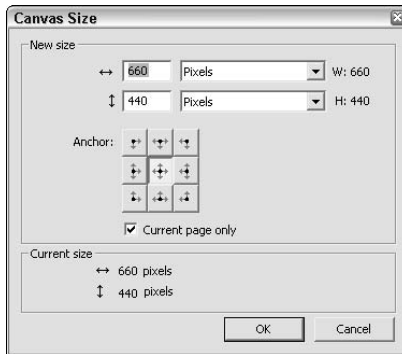 Canvas Size
New size
660 Pixels W: 660
440 Pixels H: 440
Anchor:
Current page only
Current size
660 pixels
440 pixels
OK Cancel